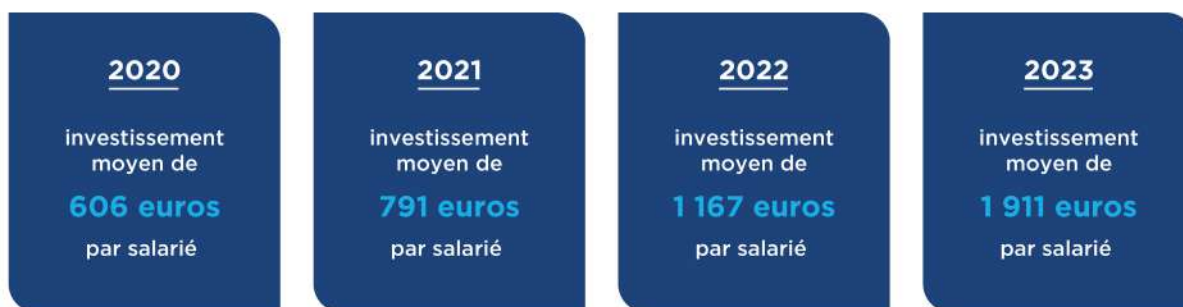 2020
investissement
moyen de
606 euros
par salarié
2021
investissement
moyen de
791 euros
par salarié
2022
investissement
moyen de
1 167 euros
par salarié
2023
investissement
moyen de
1 911 euros
par salarié